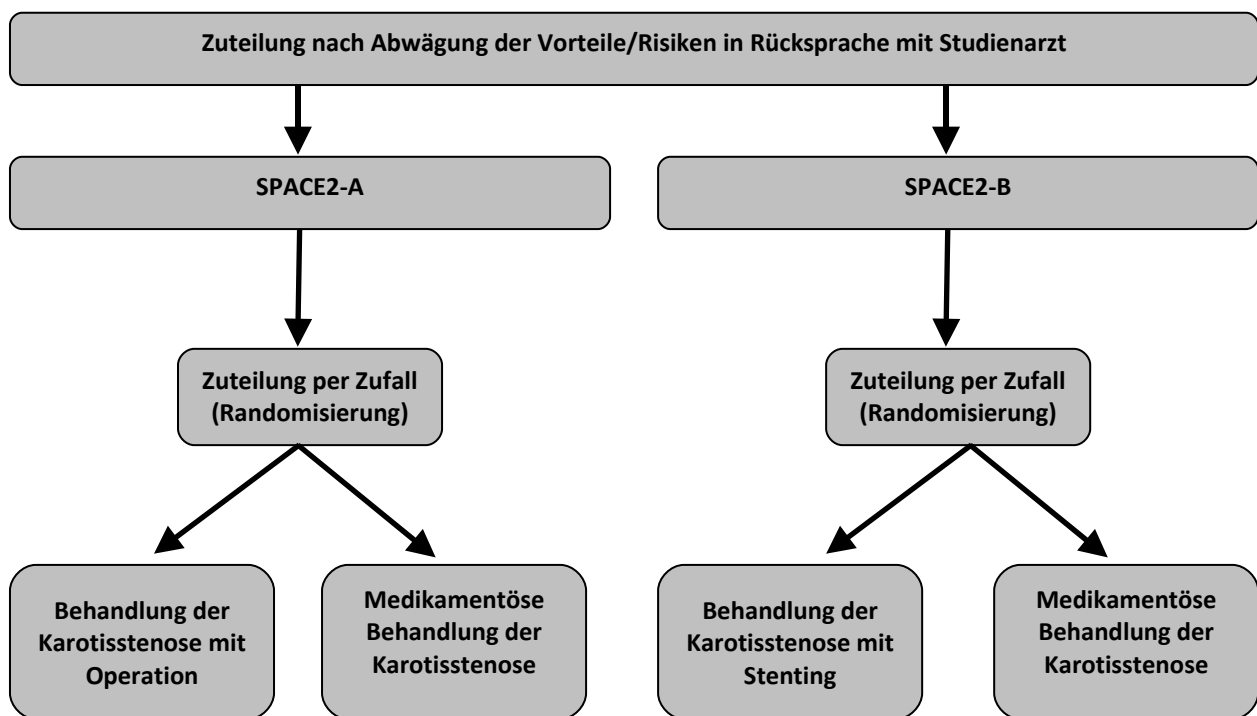 Zuteilung nach Abwägung der Vorteile/Risiken in Rücksprache mit Studienarzt
SPACE2-A
SPACE2-B
Zuteilung per Zufall
(Randomisierung)
Zuteilung per Zufall
(Randomisierung)
Behandlung der
Karotisstenose mit
Operation
Medikamentöse
Behandlung der
Karotisstenose
Behandlung der
Karotisstenose mit
Stenting
Medikamentöse
Behandlung der
Karotisstenose